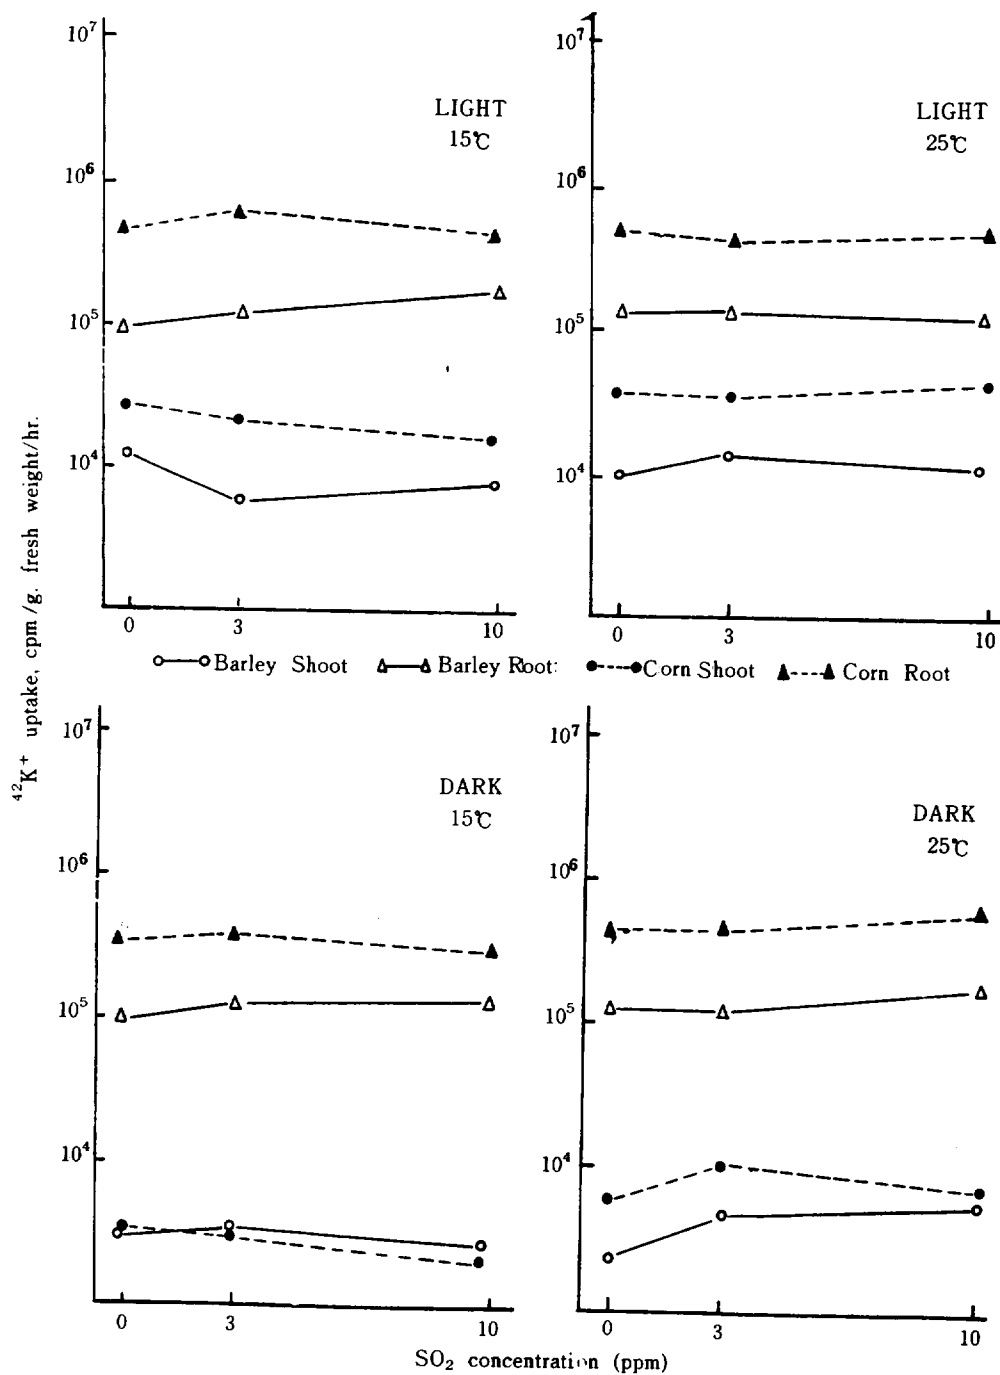 10⁷
10⁶
10⁵
10⁴
LIGHT
15℃
0 3 10
10⁷
10⁶
10⁵
10⁴
LIGHT
25℃
0 3 10
Barley Shoot Barley Root: Corn Shoot Corn Root
⁴²K⁺ uptake, cpm/g. fresh weight/hr.
10⁷
10⁶
10⁵
10⁴
DARK
15℃
0 3 10
10⁷
10⁶
10⁵
10⁴
DARK
25℃
0 3 10
SO₂ concentration (ppm)